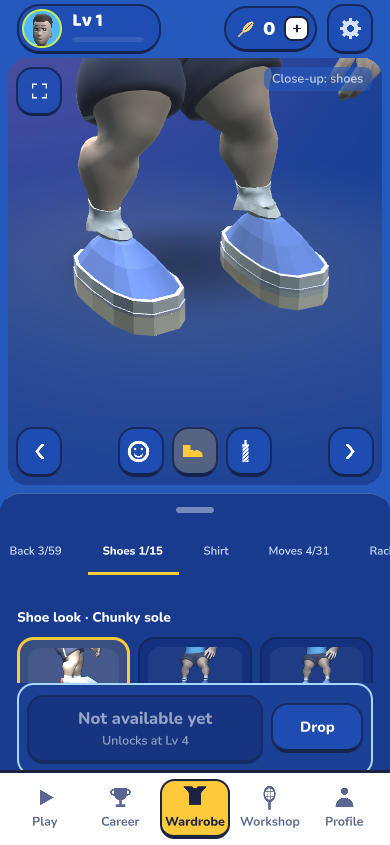 Lv 1
0
Close-up: shoes
Back 3/59
Shoes 1/15
Shirt
Moves 4/31
Shoe look · Chunky sole
Not available yet
Unlocks at Lv 4
Drop
Play
Career
Wardrobe
Workshop
Profile